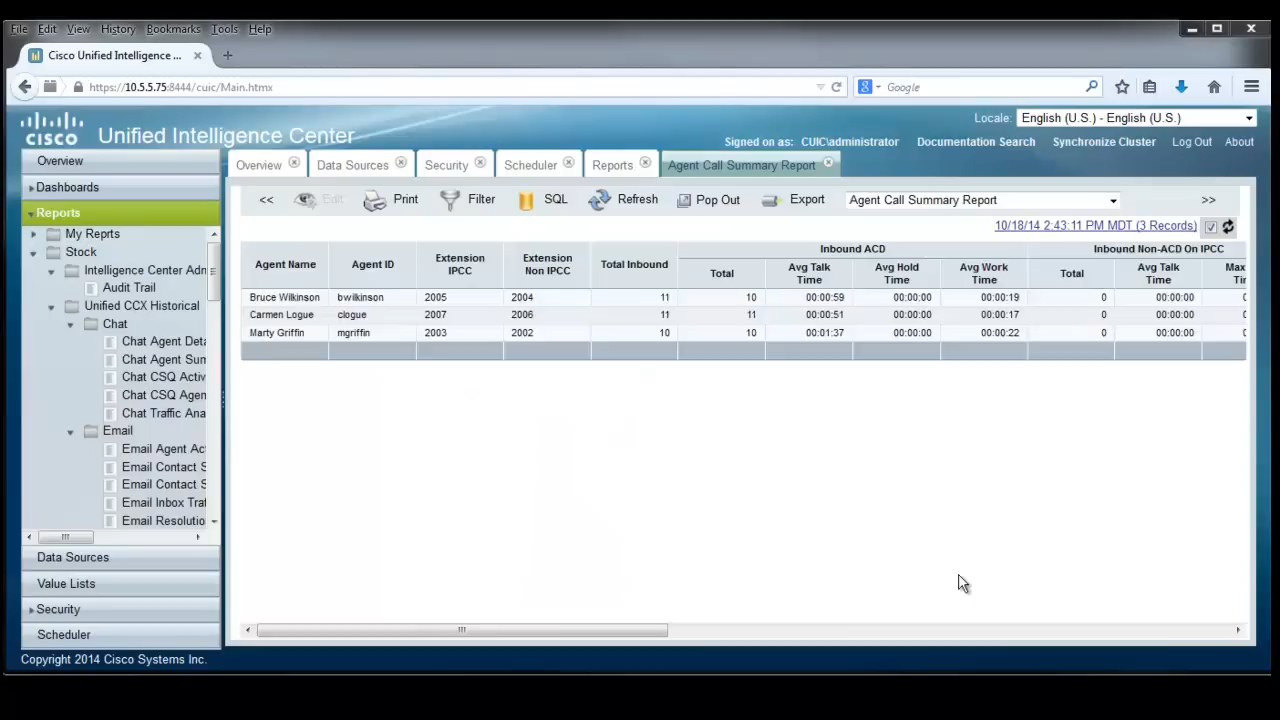 File Edit View History Bookmarks Tools Help
Cisco Unified Intelligence ...
https://10.5.5.75:8444/cuic/Main.htmx
Google
Locale: English (U.S.) - English (U.S.)
CISCO Unified Intelligence Center
Signed on as: CUIC\administrator Documentation Search Synchronize Cluster Log Out About
Overview
Dashboards
Reports
My Reprts
Stock
Intelligence Center Adn
Audit Trail
Unified CCX Historical
Chat
Chat Agent Deta
Chat Agent Sum
Chat CSQ Activ
Chat CSQ Agen
Chat Traffic Ana
Email
Email Agent Ac
Email Contact S
Email Contact S
Email Inbox Traf
Email Resolutio
Data Sources
Value Lists
Security
Scheduler
Overview Data Sources Security Scheduler Reports Agent Call Summary Report
<< Edit Print Filter SQL Refresh Pop Out Export Agent Call Summary Report >>
10/18/14 2:43:11 PM MDT (3 Records)
Inbound ACD Inbound Non-ACD On IPCC
Agent Name Agent ID Extension IPCC Extension Non IPCC Total Inbound Total Avg Talk Time Avg Hold Time Avg Work Time Total Avg Talk Time Max
Bruce Wilkinson bwilkinson 2005 2004 11 10 00:00:59 00:00:00 00:00:19 0 00:00:00
Carmen Logue clogue 2007 2006 11 11 00:00:51 00:00:00 00:00:17 0 00:00:00
Marty Griffin mgriffin 2003 2002 10 10 00:01:37 00:00:00 00:00:22 0 00:00:00
Copyright 2014 Cisco Systems Inc.